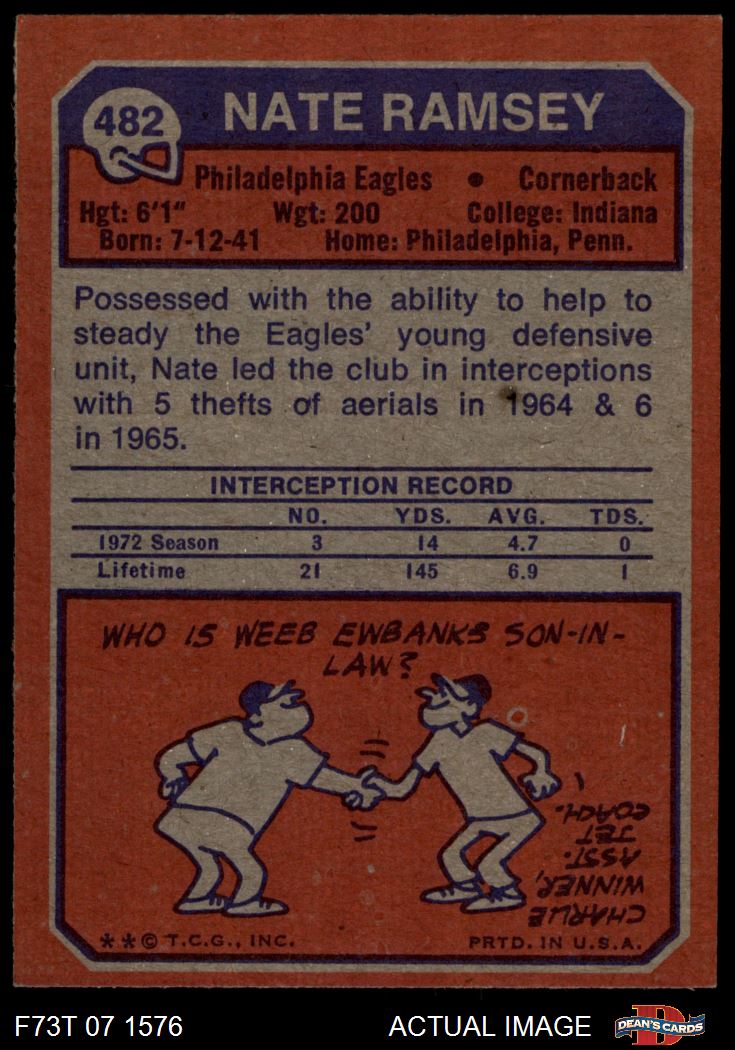 482
NATE RAMSEY
Philadelphia Eagles • Cornerback
Hgt: 6'1" Wgt: 200 College: Indiana
Born: 7-12-41 Home: Philadelphia, Penn.
Possessed with the ability to help to
steady the Eagles' young defensive
unit, Nate led the club in interceptions
with 5 thefts of aerials in 1964 & 6
in 1965.
INTERCEPTION RECORD
NO. YDS. AVG. TDS.
1972 Season 3 14 4.7 0
Lifetime 21 145 6.9 1
WHO IS WEEB EWBANKS SON-IN-
LAW?
CHARLIE
WINNER,
ASST.
JET
COACH.
**© T.C.G., INC. PRTD. IN U.S.A.
F73T 07 1576 ACTUAL IMAGE D DEAN'S CARDS